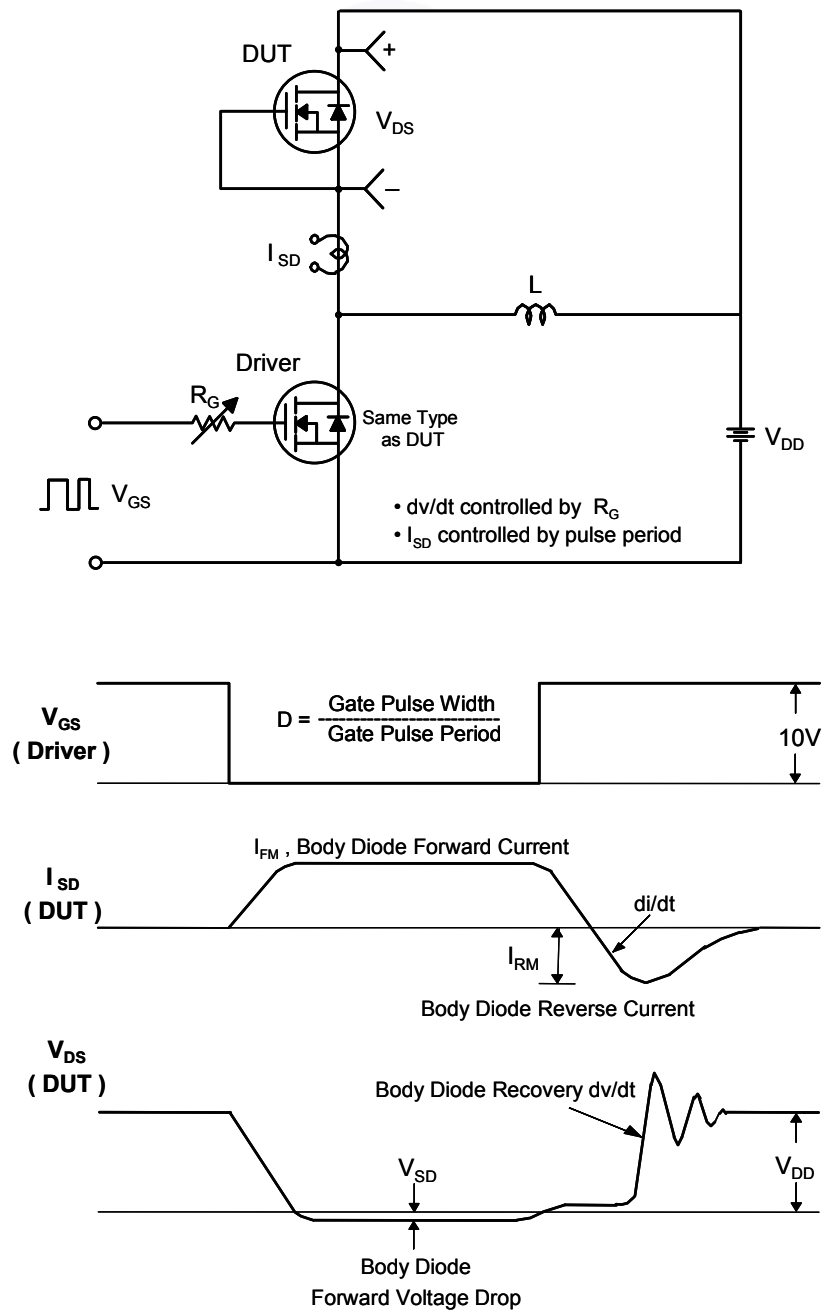 DUT
+
V_DS
–
I_SD
L
Driver
R_G
Same Type
as DUT
V_DD
V_GS
• dv/dt controlled by R_G
• I_SD controlled by pulse period
V_GS
( Driver )
D = Gate Pulse Width
Gate Pulse Period
10V
I_FM , Body Diode Forward Current
I_SD
( DUT )
di/dt
I_RM
Body Diode Reverse Current
V_DS
( DUT )
Body Diode Recovery dv/dt
V_SD
V_DD
Body Diode
Forward Voltage Drop